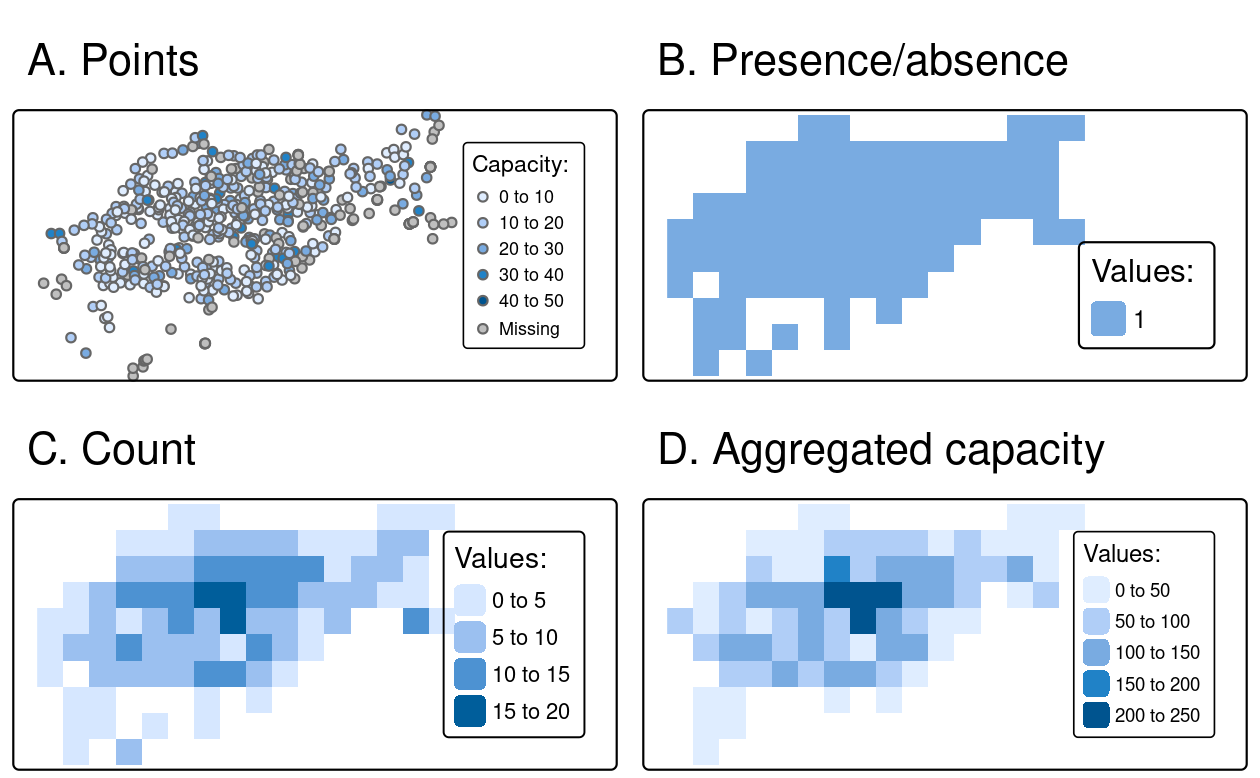 A. Points
Capacity:
0 to 10
10 to 20
20 to 30
30 to 40
40 to 50
Missing
B. Presence/absence
Values:
1
C. Count
Values:
0 to 5
5 to 10
10 to 15
15 to 20
D. Aggregated capacity
Values:
0 to 50
50 to 100
100 to 150
150 to 200
200 to 250